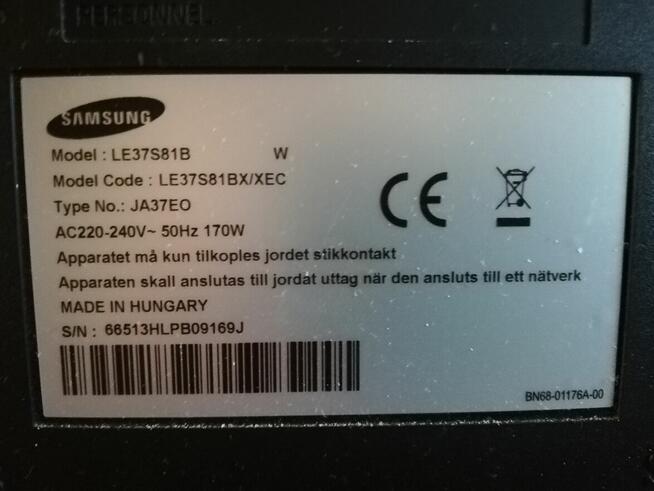 PERSONNEL
SAMSUNG
Model : LE37S81B W
Model Code : LE37S81BX/XEC
Type No.: JA37EO
AC220-240V~ 50Hz 170W
Apparatet må kun tilkoples jordet stikkontakt
Apparaten skall anslutas till jordat uttag när den ansluts till ett nätverk
MADE IN HUNGARY
S/N : 66513HLPB09169J
CE
BN68-01176A-00